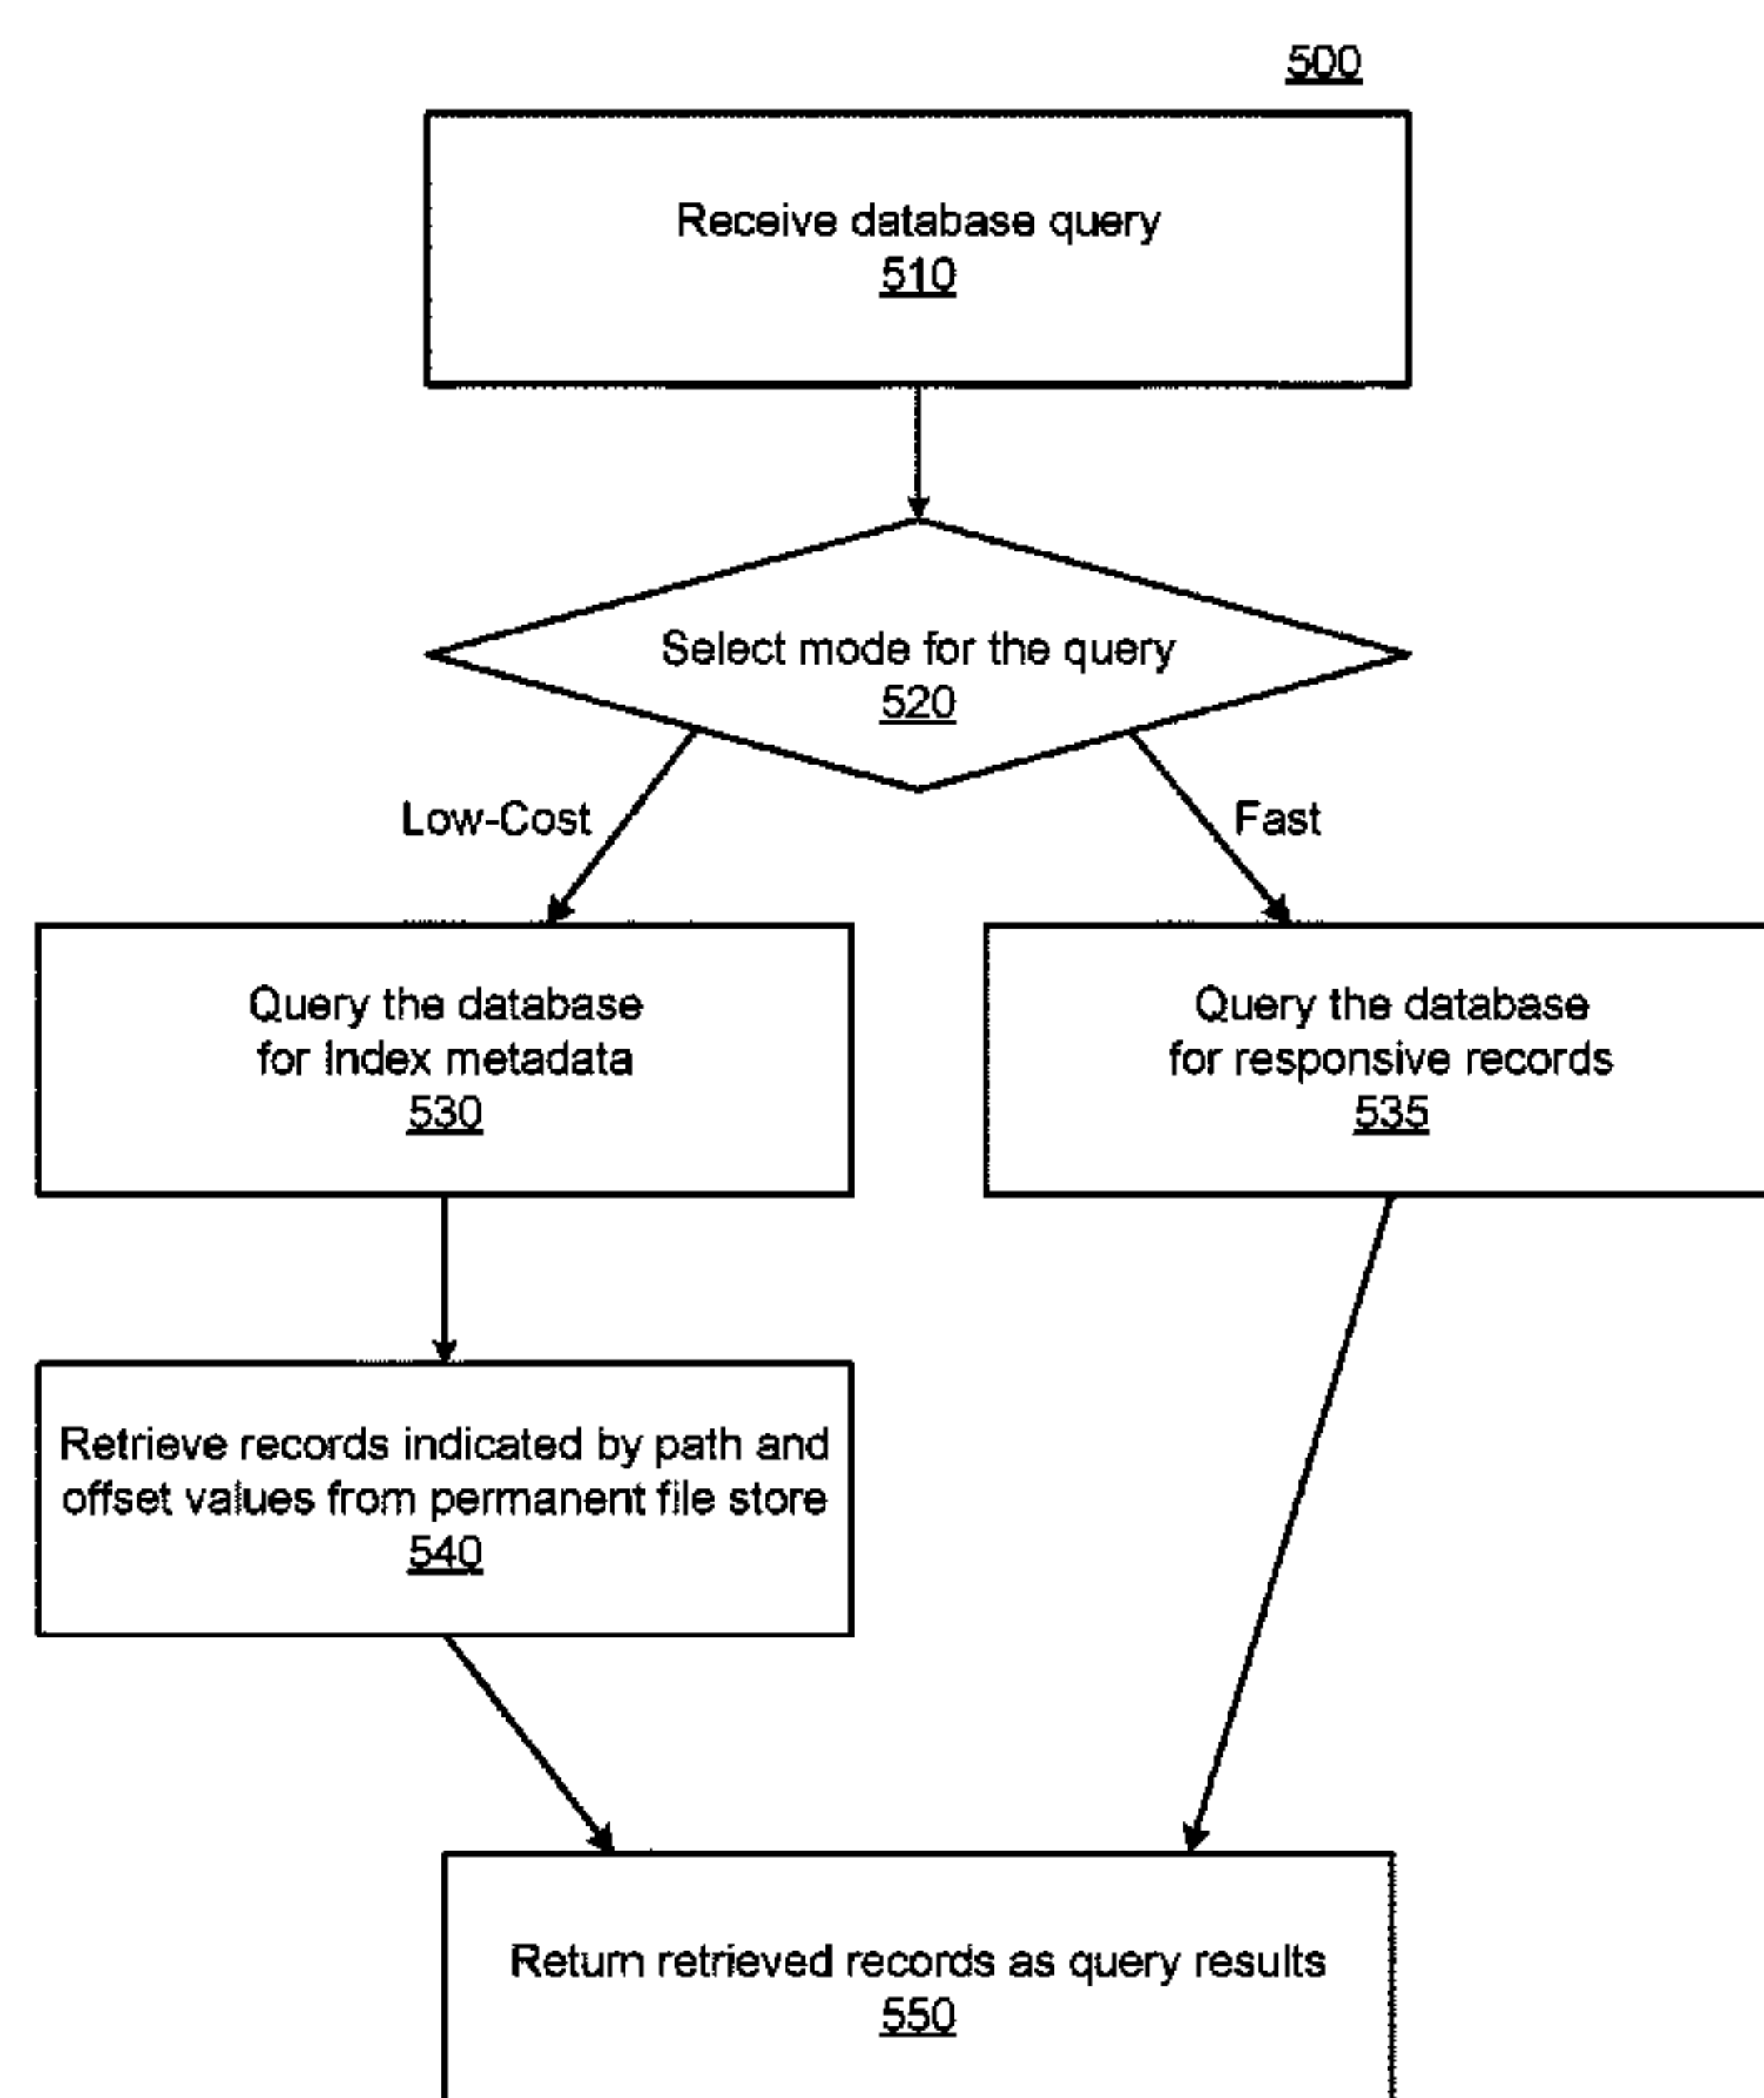 500
Receive database query
510
Select mode for the query
520
Low-Cost
Fast
Query the database
for Index metadata
530
Query the database
for responsive records
535
Retrieve records indicated by path and
offset values from permanent file store
540
Return retrieved records as query results
550